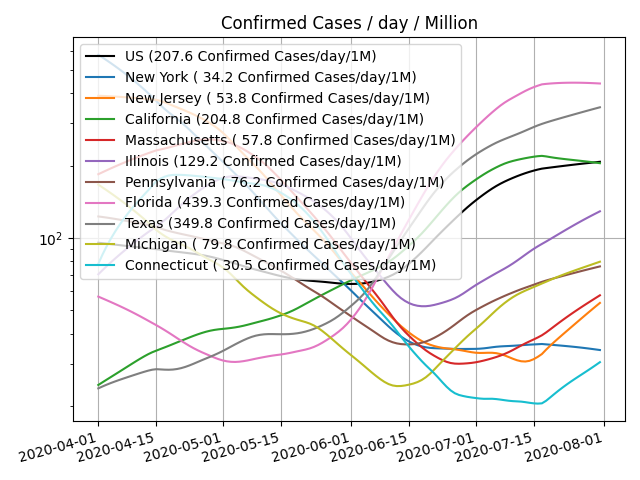 Confirmed Cases / day / Million
US (207.6 Confirmed Cases/day/1M)
New York ( 34.2 Confirmed Cases/day/1M)
New Jersey ( 53.8 Confirmed Cases/day/1M)
California (204.8 Confirmed Cases/day/1M)
Massachusetts ( 57.8 Confirmed Cases/day/1M)
Illinois (129.2 Confirmed Cases/day/1M)
Pennsylvania ( 76.2 Confirmed Cases/day/1M)
Florida (439.3 Confirmed Cases/day/1M)
Texas (349.8 Confirmed Cases/day/1M)
Michigan ( 79.8 Confirmed Cases/day/1M)
Connecticut ( 30.5 Confirmed Cases/day/1M)
10²
2020-04-01
2020-04-15
2020-05-01
2020-05-15
2020-06-01
2020-06-15
2020-07-01
2020-07-15
2020-08-01